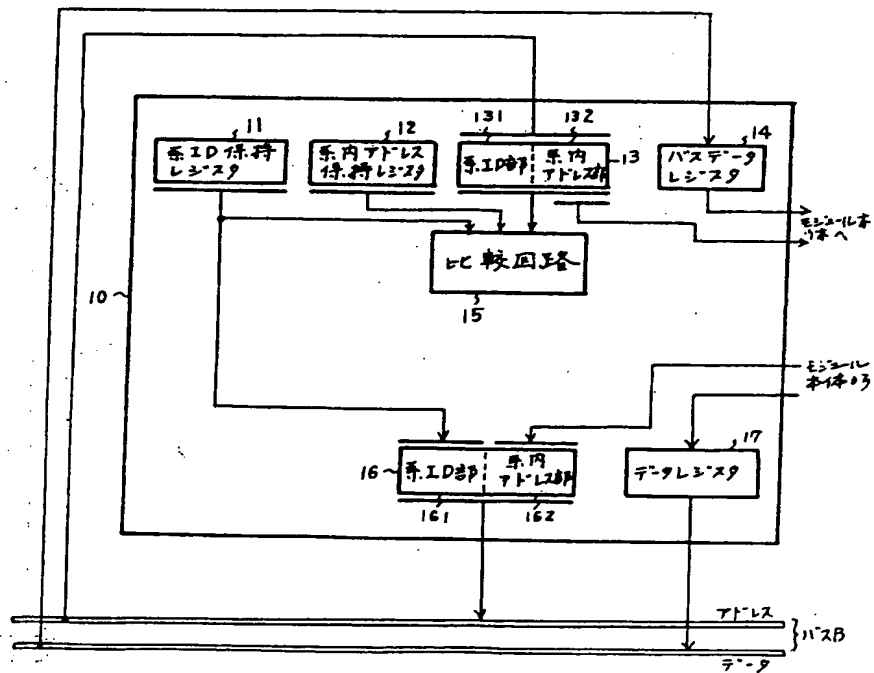 11
12
131
132
13
14
系ID保持
レジスタ
系内アドレス
保持レジスタ
系ID部
系内
アドレス部
バスデータ
レジスタ
モジュール本
体へ
比較回路
15
10
モジュール
本体から
16
系ID部
系内
アドレス部
161
162
17
データレジスタ
アドレス
バスB
データ